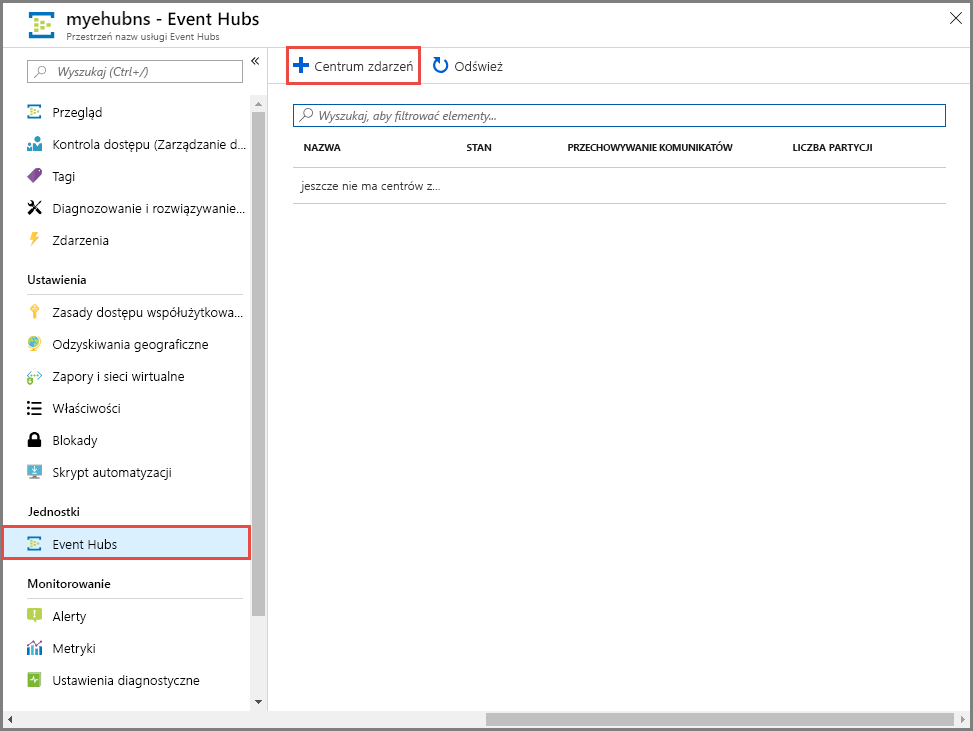 myehubns - Event Hubs
Przestrzeń nazw usługi Event Hubs
Wyszukaj (Ctrl+/)
Przegląd
Kontrola dostępu (Zarządzanie d...
Tagi
Diagnozowanie i rozwiązywanie...
Zdarzenia
Ustawienia
Zasady dostępu współużytkowa...
Odzyskiwania geograficzne
Zapory i sieci wirtualne
Właściwości
Blokady
Skrypt automatyzacji
Jednostki
Event Hubs
Monitorowanie
Alerty
Metryki
Ustawienia diagnostyczne
Centrum zdarzeń Odśwież
Wyszukaj, aby filtrować elementy...
NAZWA STAN PRZECHOWYWANIE KOMUNIKATÓW LICZBA PARTYCJI
jeszcze nie ma centrów z...